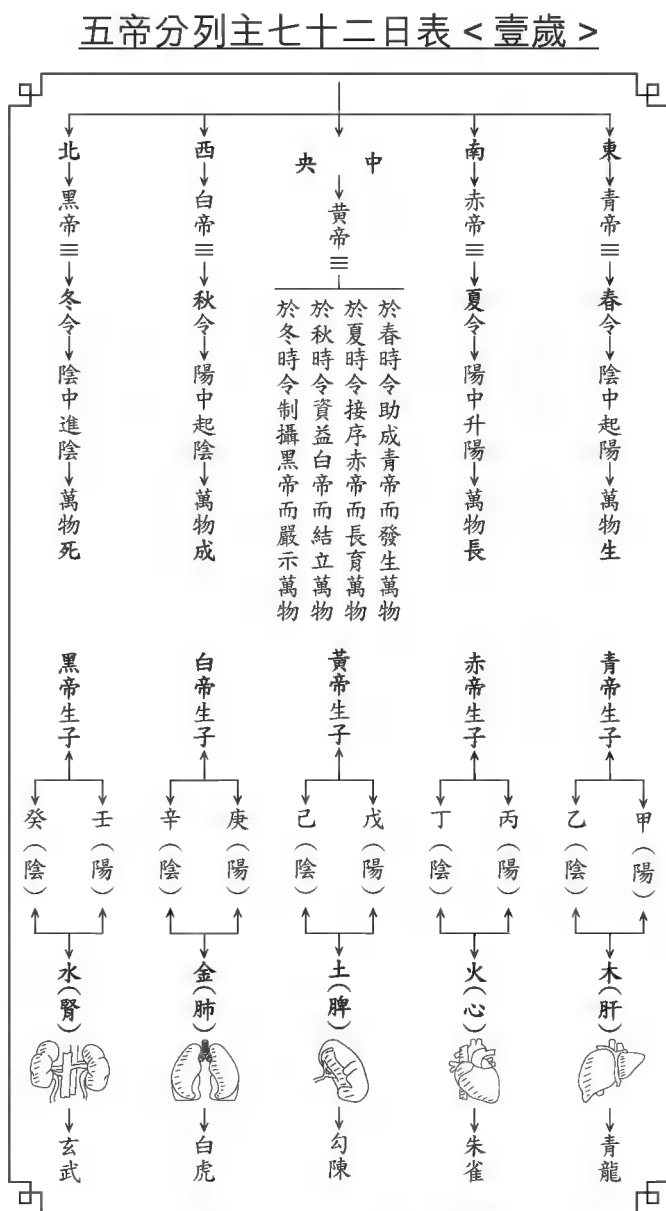 五帝分列主七十二日表<壹歲>
東
青帝
春令
陰中起陽
萬物生
南
赤帝
夏令
陽中升陽
萬物長
中央
黃帝
於春時令助成青帝而發生萬物
於夏時令接序赤帝而長育萬物
於秋時令資益白帝而結立萬物
於冬時令制攝黑帝而嚴示萬物
西
白帝
秋令
陽中起陰
萬物成
北
黑帝
冬令
陰中進陰
萬物死
青帝生子
甲(陽)
乙(陰)
木(肝)
青龍
赤帝生子
丙(陽)
丁(陰)
火(心)
朱雀
黃帝生子
戊(陽)
己(陰)
土(脾)
勾陳
白帝生子
庚(陽)
辛(陰)
金(肺)
白虎
黑帝生子
壬(陽)
癸(陰)
水(腎)
玄武